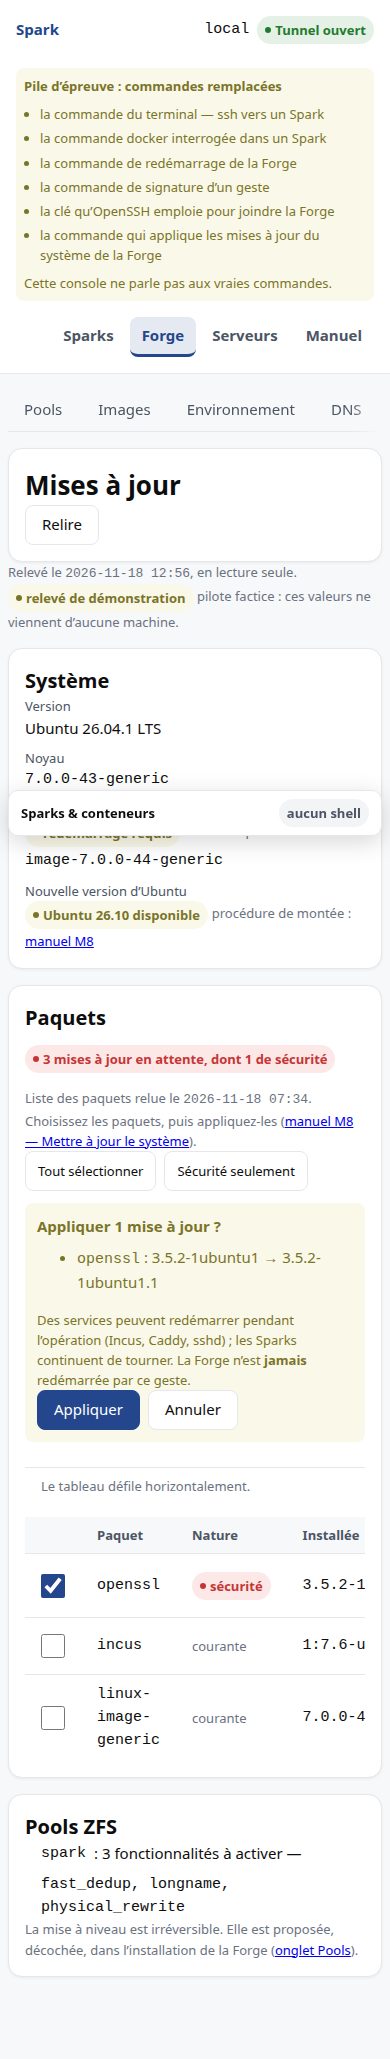 Spark
local
Tunnel ouvert
Pile d’épreuve : commandes remplacées
la commande du terminal — ssh vers un Spark
la commande docker interrogée dans un Spark
la commande de redémarrage de la Forge
la commande de signature d’un geste
la clé qu’OpenSSH emploie pour joindre la Forge
la commande qui applique les mises à jour du
système de la Forge
Cette console ne parle pas aux vraies commandes.
Sparks Forge Serveurs Manuel
Pools Images Environnement DNS
Mises à jour
Relire
Relevé le 2026-11-18 12:56, en lecture seule.
relevé de démonstration pilote factice : ces valeurs ne
viennent d’aucune machine.
Système
Version
Ubuntu 26.04.1 LTS
Noyau
7.0.0-43-generic
Sparks & conteneurs aucun shell
image-7.0.0-44-generic
Nouvelle version d’Ubuntu
Ubuntu 26.10 disponible procédure de montée :
manuel M8
Paquets
3 mises à jour en attente, dont 1 de sécurité
Liste des paquets relue le 2026-11-18 07:34.
Choisissez les paquets, puis appliquez-les (manuel M8
— Mettre à jour le système).
Tout sélectionner Sécurité seulement
Appliquer 1 mise à jour ?
openssl : 3.5.2-1ubuntu1 → 3.5.2-
1ubuntu1.1
Des services peuvent redémarrer pendant
l’opération (Incus, Caddy, sshd) ; les Sparks
continuent de tourner. La Forge n’est jamais
redémarrée par ce geste.
Appliquer Annuler
Le tableau défile horizontalement.
Paquet Nature Installée
openssl sécurité 3.5.2-1
incus courante 1:7.6-u
linux-
image-
generic courante 7.0.0-4
Pools ZFS
spark : 3 fonctionnalités à activer —
fast_dedup, longname,
physical_rewrite
La mise à niveau est irréversible. Elle est proposée,
décochée, dans l’installation de la Forge (onglet Pools).